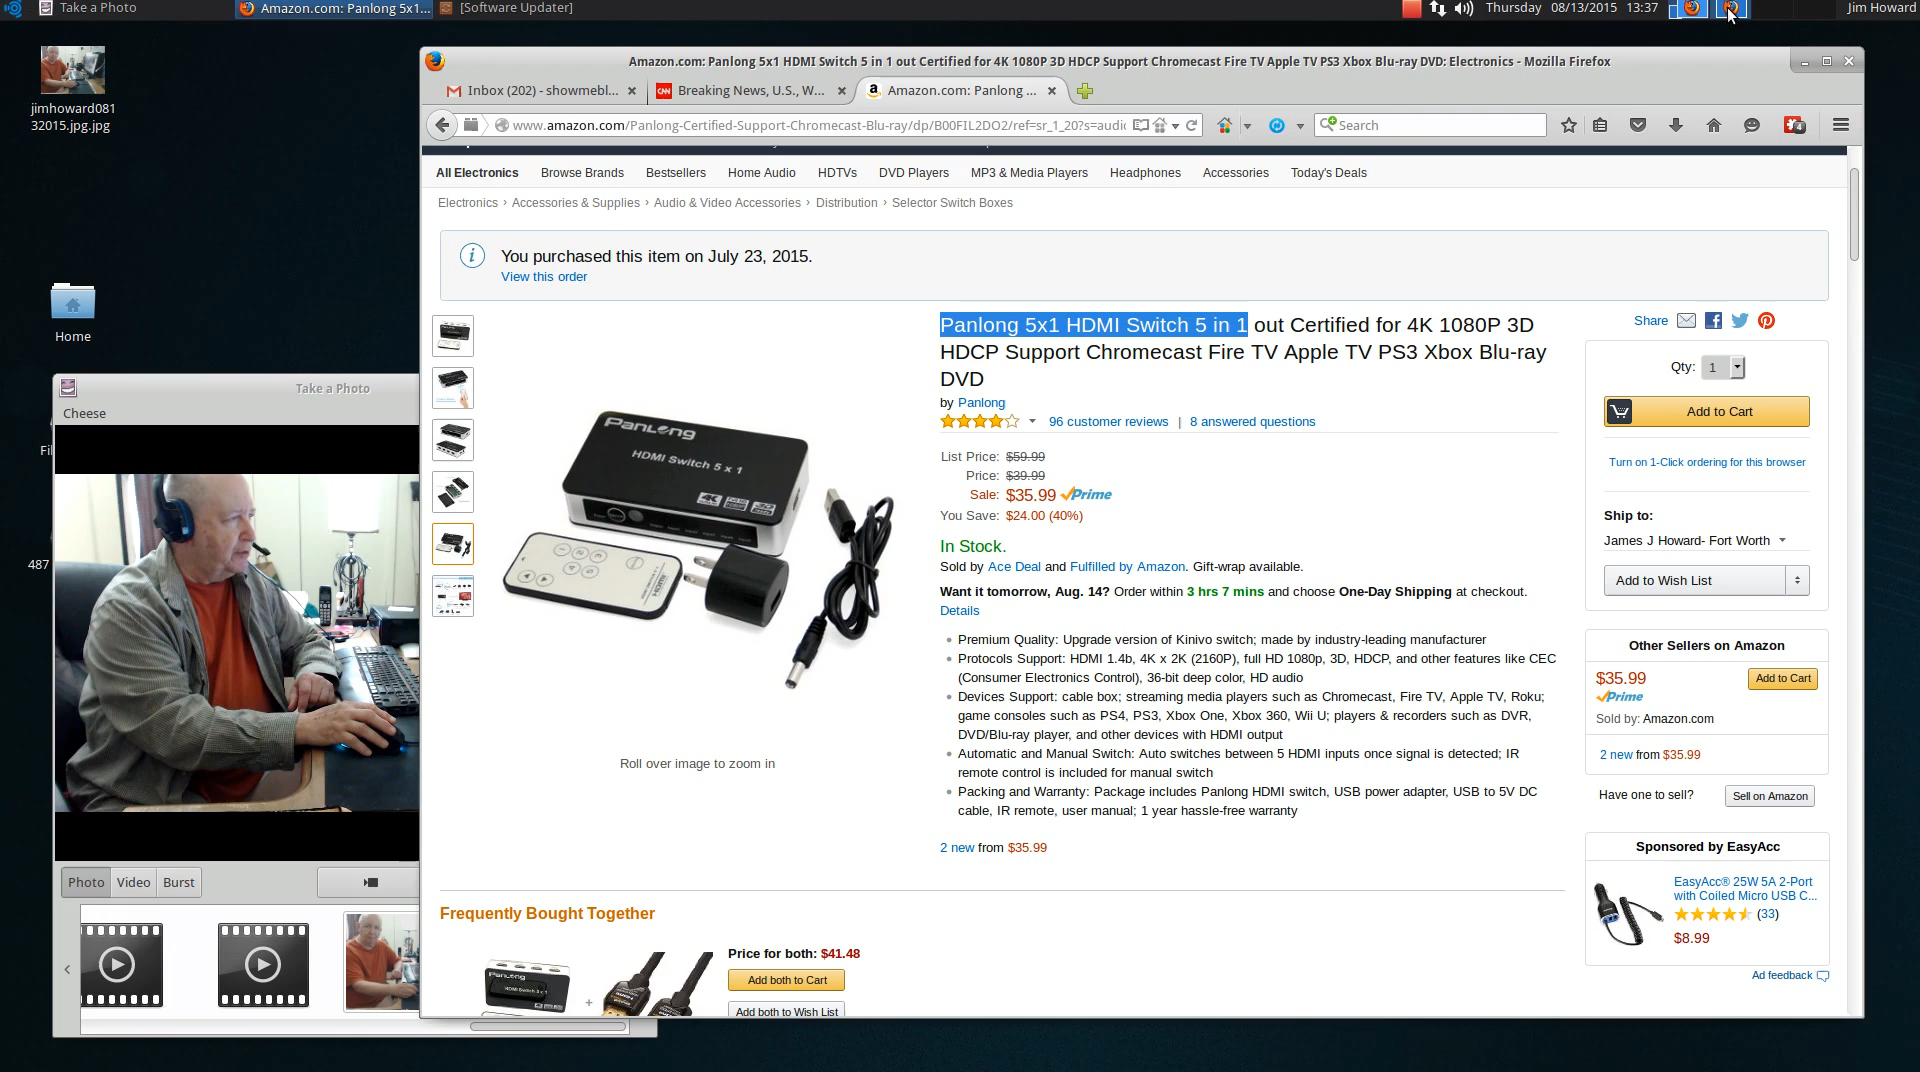 Take a Photo
Amazon.com: Panlong 5x1...
[Software Updater]
Thursday 08/13/2015 13:37
Jim Howard
jimhoward081
32015.jpg.jpg
Home
Fil
487
Take a Photo
Cheese
Photo Video Burst
Amazon.com: Panlong 5x1 HDMI Switch 5 in 1 out Certified for 4K 1080P 3D HDCP Support Chromecast Fire TV Apple TV PS3 Xbox Blu-ray DVD: Electronics - Mozilla Firefox
Inbox (202) - showmebl...
CNN Breaking News, U.S., W...
a Amazon.com: Panlong ...
www.amazon.com/Panlong-Certified-Support-Chromecast-Blu-ray/dp/B00FIL2DO2/ref=sr_1_20?s=audio
Search
4
All Electronics Browse Brands Bestsellers Home Audio HDTVs DVD Players MP3 & Media Players Headphones Accessories Today's Deals
Electronics › Accessories & Supplies › Audio & Video Accessories › Distribution › Selector Switch Boxes
You purchased this item on July 23, 2015.
View this order
PanLong
HDMI Switch 5 x 1
4K
3D
HDMI
Roll over image to zoom in
Panlong 5x1 HDMI Switch 5 in 1 out Certified for 4K 1080P 3D
HDCP Support Chromecast Fire TV Apple TV PS3 Xbox Blu-ray
DVD
by Panlong
96 customer reviews | 8 answered questions
List Price: $59.99
Price: $39.99
Sale: $35.99 Prime
You Save: $24.00 (40%)
In Stock.
Sold by Ace Deal and Fulfilled by Amazon. Gift-wrap available.
Want it tomorrow, Aug. 14? Order within 3 hrs 7 mins and choose One-Day Shipping at checkout.
Details
Premium Quality: Upgrade version of Kinivo switch; made by industry-leading manufacturer
Protocols Support: HDMI 1.4b, 4K x 2K (2160P), full HD 1080p, 3D, HDCP, and other features like CEC
(Consumer Electronics Control), 36-bit deep color, HD audio
Devices Support: cable box; streaming media players such as Chromecast, Fire TV, Apple TV, Roku;
game consoles such as PS4, PS3, Xbox One, Xbox 360, Wii U; players & recorders such as DVR,
DVD/Blu-ray player, and other devices with HDMI output
Automatic and Manual Switch: Auto switches between 5 HDMI inputs once signal is detected; IR
remote control is included for manual switch
Packing and Warranty: Package includes Panlong HDMI switch, USB power adapter, USB to 5V DC
cable, IR remote, user manual; 1 year hassle-free warranty
2 new from $35.99
Share
Qty: 1
Add to Cart
Turn on 1-Click ordering for this browser
Ship to:
James J Howard- Fort Worth
Add to Wish List
Other Sellers on Amazon
$35.99
Add to Cart
Prime
Sold by: Amazon.com
2 new from $35.99
Have one to sell?
Sell on Amazon
Sponsored by EasyAcc
EasyAcc® 25W 5A 2-Port
with Coiled Micro USB C...
(33)
$8.99
Ad feedback
Frequently Bought Together
PanLong
HDMI Switch 5 x 1
+
Price for both: $41.48
Add both to Cart
Add both to Wish List